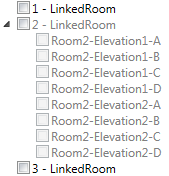 1 - LinkedRoom
2 - LinkedRoom
Room2-Elevation1-A
Room2-Elevation1-B
Room2-Elevation1-C
Room2-Elevation1-D
Room2-Elevation2-A
Room2-Elevation2-B
Room2-Elevation2-C
Room2-Elevation2-D
3 - LinkedRoom